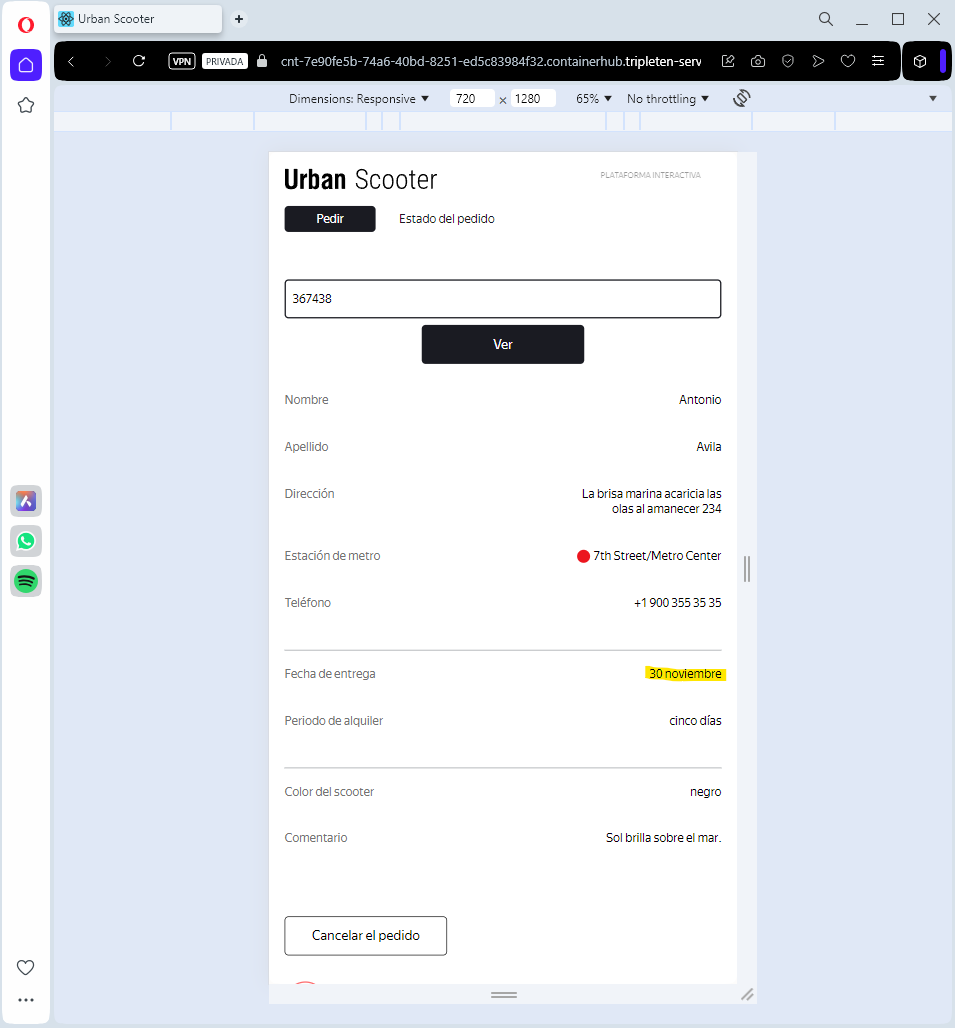 Urban Scooter
VPN PRIVADA cnt-7e90fe5b-74a6-40bd-8251-ed5c83984f32.containerhub.tripleten-serv
Dimensions: Responsive 720 × 1280 65% No throttling
Urban Scooter
PLATAFORMA INTERACTIVA
Pedir Estado del pedido
367438
Ver
Nombre Antonio
Apellido Avila
Dirección La brisa marina acaricia las
olas al amanecer 234
Estación de metro 7th Street/Metro Center
Teléfono +1 900 355 35 35
Fecha de entrega 30 noviembre
Periodo de alquiler cinco días
Color del scooter negro
Comentario Sol brilla sobre el mar.
Cancelar el pedido